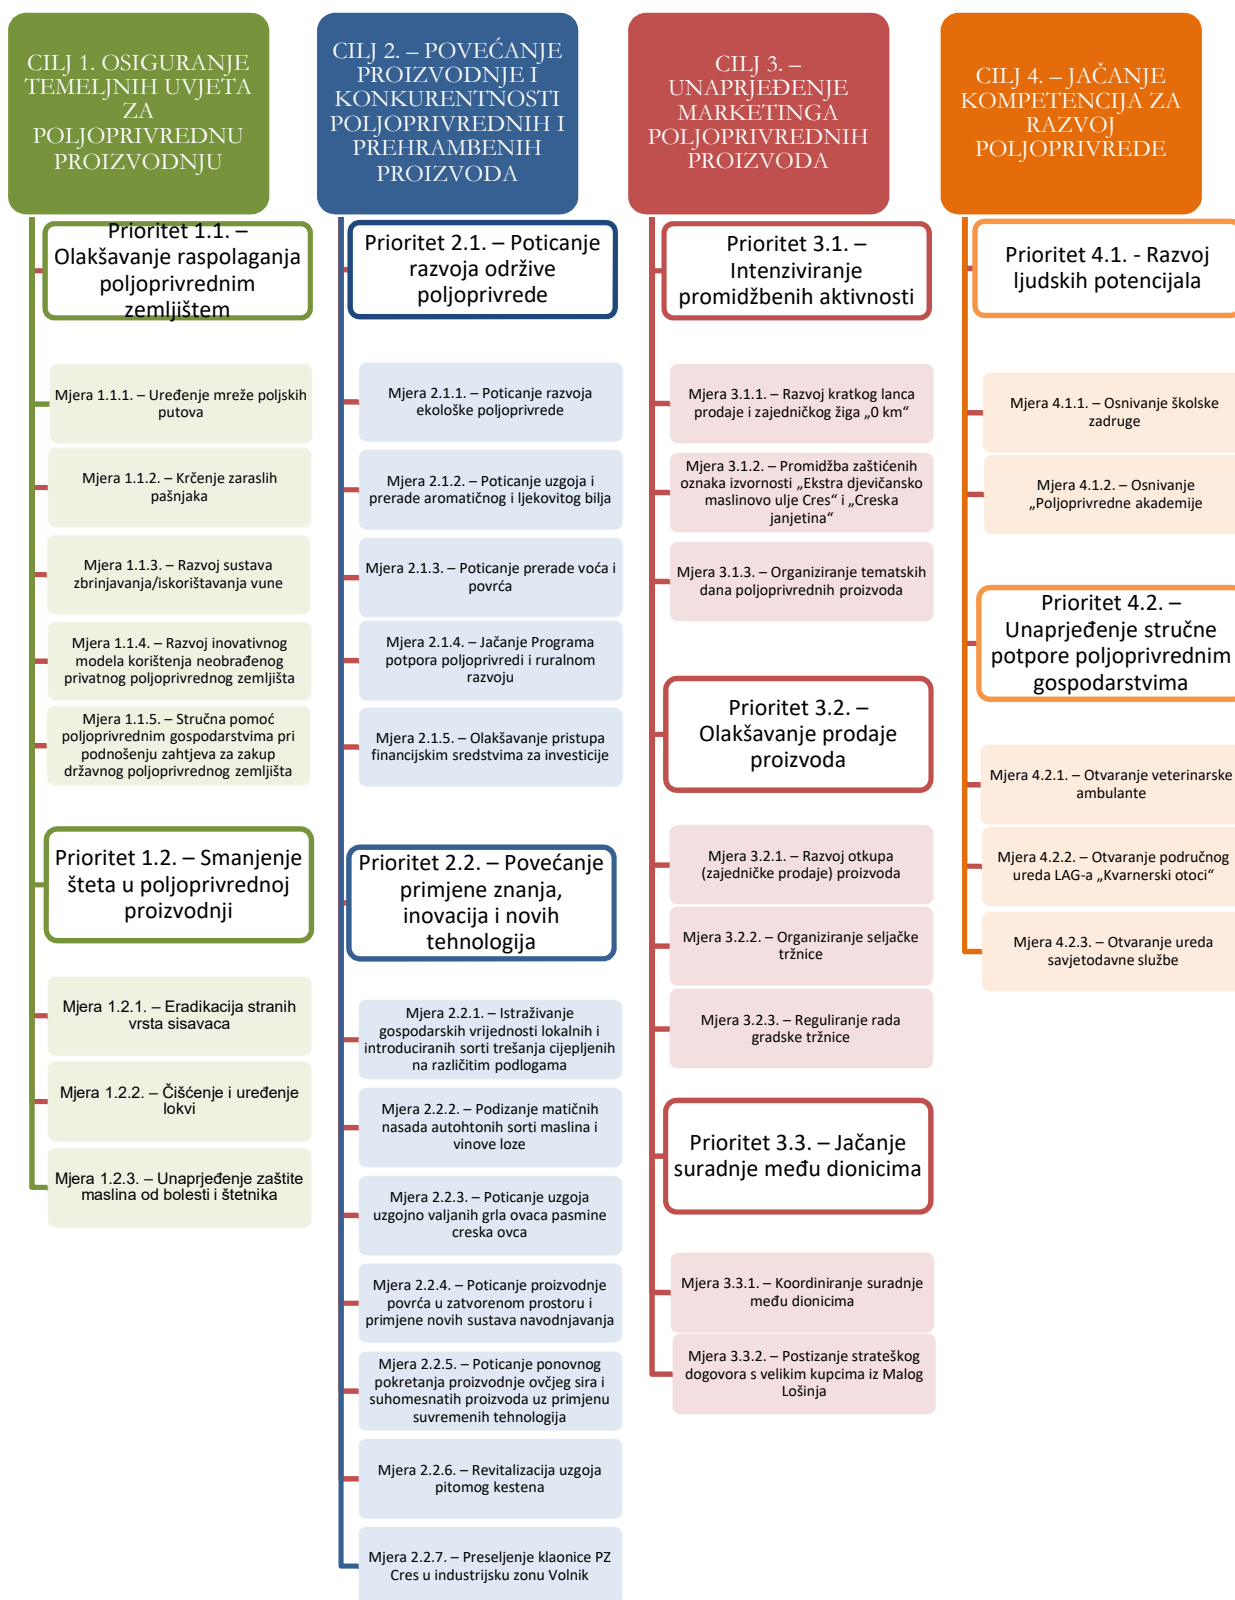 CILJ 1. OSIGURANJE
TEMELJNIH UVJETA
ZA
POLJOPRIVREDNU
PROIZVODNJU
Prioritet 1.1. –
Olakšavanje raspolaganja
poljoprivrednim
zemljištem
Mjera 1.1.1. – Uređenje mreže poljskih
putova
Mjera 1.1.2. – Krčenje zaraslih
pašnjaka
Mjera 1.1.3. – Razvoj sustava
zbrinjavanja/iskorištavanja vune
Mjera 1.1.4. – Razvoj inovativnog
modela korištenja neobrađenog
privatnog poljoprivrednog zemljišta
Mjera 1.1.5. – Stručna pomoć
poljoprivrednim gospodarstvima pri
podnošenju zahtjeva za zakup
državnog poljoprivrednog zemljišta
Prioritet 1.2. – Smanjenje
šteta u poljoprivrednoj
proizvodnji
Mjera 1.2.1. – Eradikacija stranih
vrsta sisavaca
Mjera 1.2.2. – Čišćenje i uređenje
lokvi
Mjera 1.2.3. – Unaprjeđenje zaštite
maslina od bolesti i štetnika
CILJ 2. – POVEĆANJE
PROIZVODNJE I
KONKURENTNOSTI
POLJOPRIVREDNIH I
PREHRAMBENIH
PROIZVODA
Prioritet 2.1. – Poticanje
razvoja održive
poljoprivrede
Mjera 2.1.1. – Poticanje razvoja
ekološke poljoprivrede
Mjera 2.1.2. – Poticanje uzgoja i
prerade aromatičnog i ljekovitog bilja
Mjera 2.1.3. – Poticanje prerade voća i
povrća
Mjera 2.1.4. – Jačanje Programa
potpora poljoprivredi i ruralnom
razvoju
Mjera 2.1.5. – Olakšavanje pristupa
financijskim sredstvima za investicije
Prioritet 2.2. – Povećanje
primjene znanja,
inovacija i novih
tehnologija
Mjera 2.2.1. – Istraživanje
gospodarskih vrijednosti lokalnih i
introduciranih sorti trešanja cijepljenih
na različitim podlogama
Mjera 2.2.2. – Podizanje matičnih
nasada autohtonih sorti maslina i
vinove loze
Mjera 2.2.3. – Poticanje uzgoja
uzgojno valjanih grla ovaca pasmine
creska ovca
Mjera 2.2.4. – Poticanje proizvodnje
povrća u zatvorenom prostoru i
primjene novih sustava navodnjavanja
Mjera 2.2.5. – Poticanje ponovnog
pokretanja proizvodnje ovčjeg sira i
suhomesnatih proizvoda uz primjenu
suvremenih tehnologija
Mjera 2.2.6. – Revitalizacija uzgoja
pitomog kestena
Mjera 2.2.7. – Preseljenje klaonice PZ
Cres u industrijsku zonu Volnik
CILJ 3. –
UNAPRJEĐENJE
MARKETINGA
POLJOPRIVREDNIH
PROIZVODA
Prioritet 3.1. –
Intenziviranje
promidžbenih aktivnosti
Mjera 3.1.1. – Razvoj kratkog lanca
prodaje i zajedničkog žiga „0 km“
Mjera 3.1.2. – Promidžba zaštićenih
oznaka izvornosti „Ekstra djevičansko
maslinovo ulje Cres“ i „Creska
janjetina“
Mjera 3.1.3. – Organiziranje tematskih
dana poljoprivrednih proizvoda
Prioritet 3.2. –
Olakšavanje prodaje
proizvoda
Mjera 3.2.1. – Razvoj otkupa
(zajedničke prodaje) proizvoda
Mjera 3.2.2. – Organiziranje seljačke
tržnice
Mjera 3.2.3. – Reguliranje rada
gradske tržnice
Prioritet 3.3. – Jačanje
suradnje među dionicima
Mjera 3.3.1. – Koordiniranje suradnje
među dionicima
Mjera 3.3.2. – Postizanje strateškog
dogovora s velikim kupcima iz Malog
Lošinja
CILJ 4. – JAČANJE
KOMPETENCIJA ZA
RAZVOJ
POLJOPRIVREDE
Prioritet 4.1. - Razvoj
ljudskih potencijala
Mjera 4.1.1. – Osnivanje školske
zadruge
Mjera 4.1.2. – Osnivanje
„Poljoprivredne akademije
Prioritet 4.2. –
Unaprjeđenje stručne
potpore poljoprivrednim
gospodarstvima
Mjera 4.2.1. – Otvaranje veterinarske
ambulante
Mjera 4.2.2. – Otvaranje područnog
ureda LAG-a „Kvarnerski otoci“
Mjera 4.2.3. – Otvaranje ureda
savjetodavne službe